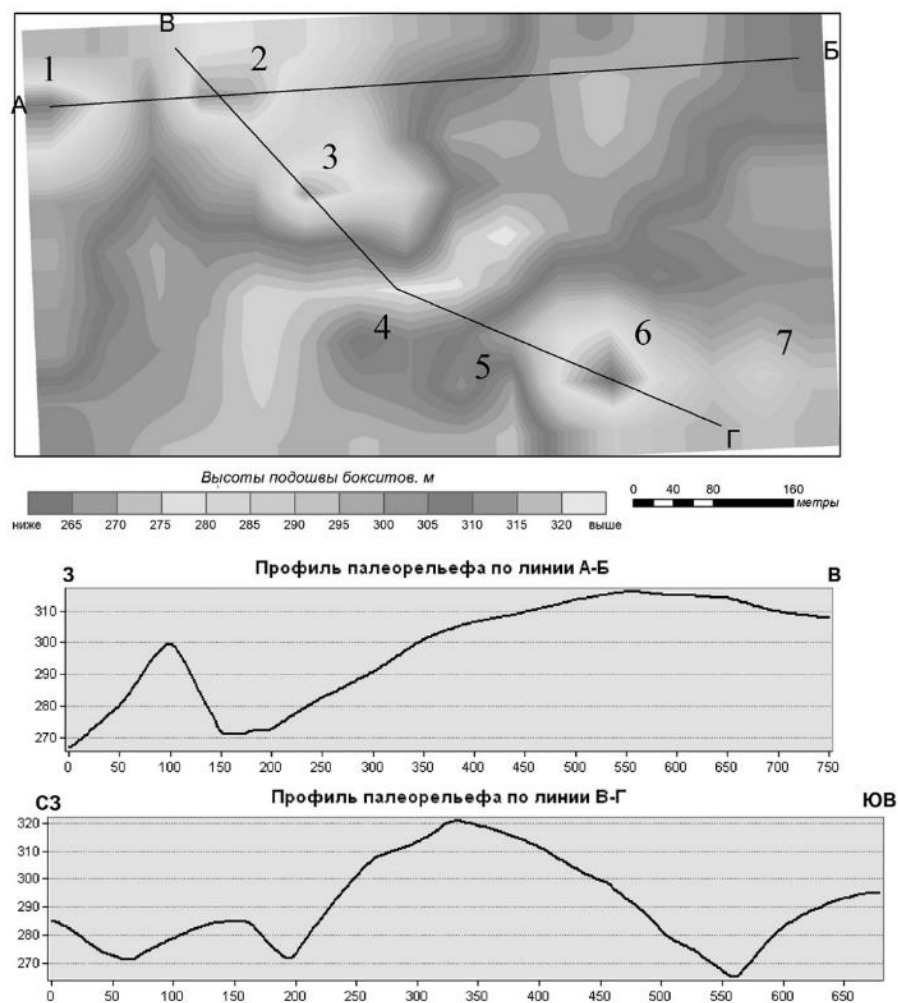 В
Б
1
2
А
3
4
5
6
7
Г
Высоты подошвы бокситов. м
ниже 265 270 275 280 285 290 295 300 305 310 315 320 выше
0 40 80 160
метры
Профиль палеорельефа по линии А-Б
З В
310
300
290
280
270
0 50 100 150 200 250 300 350 400 450 500 550 600 650 700 750
Профиль палеорельефа по линии В-Г
СЗ ЮВ
320
310
300
290
280
270
0 50 100 150 200 250 300 350 400 450 500 550 600 650